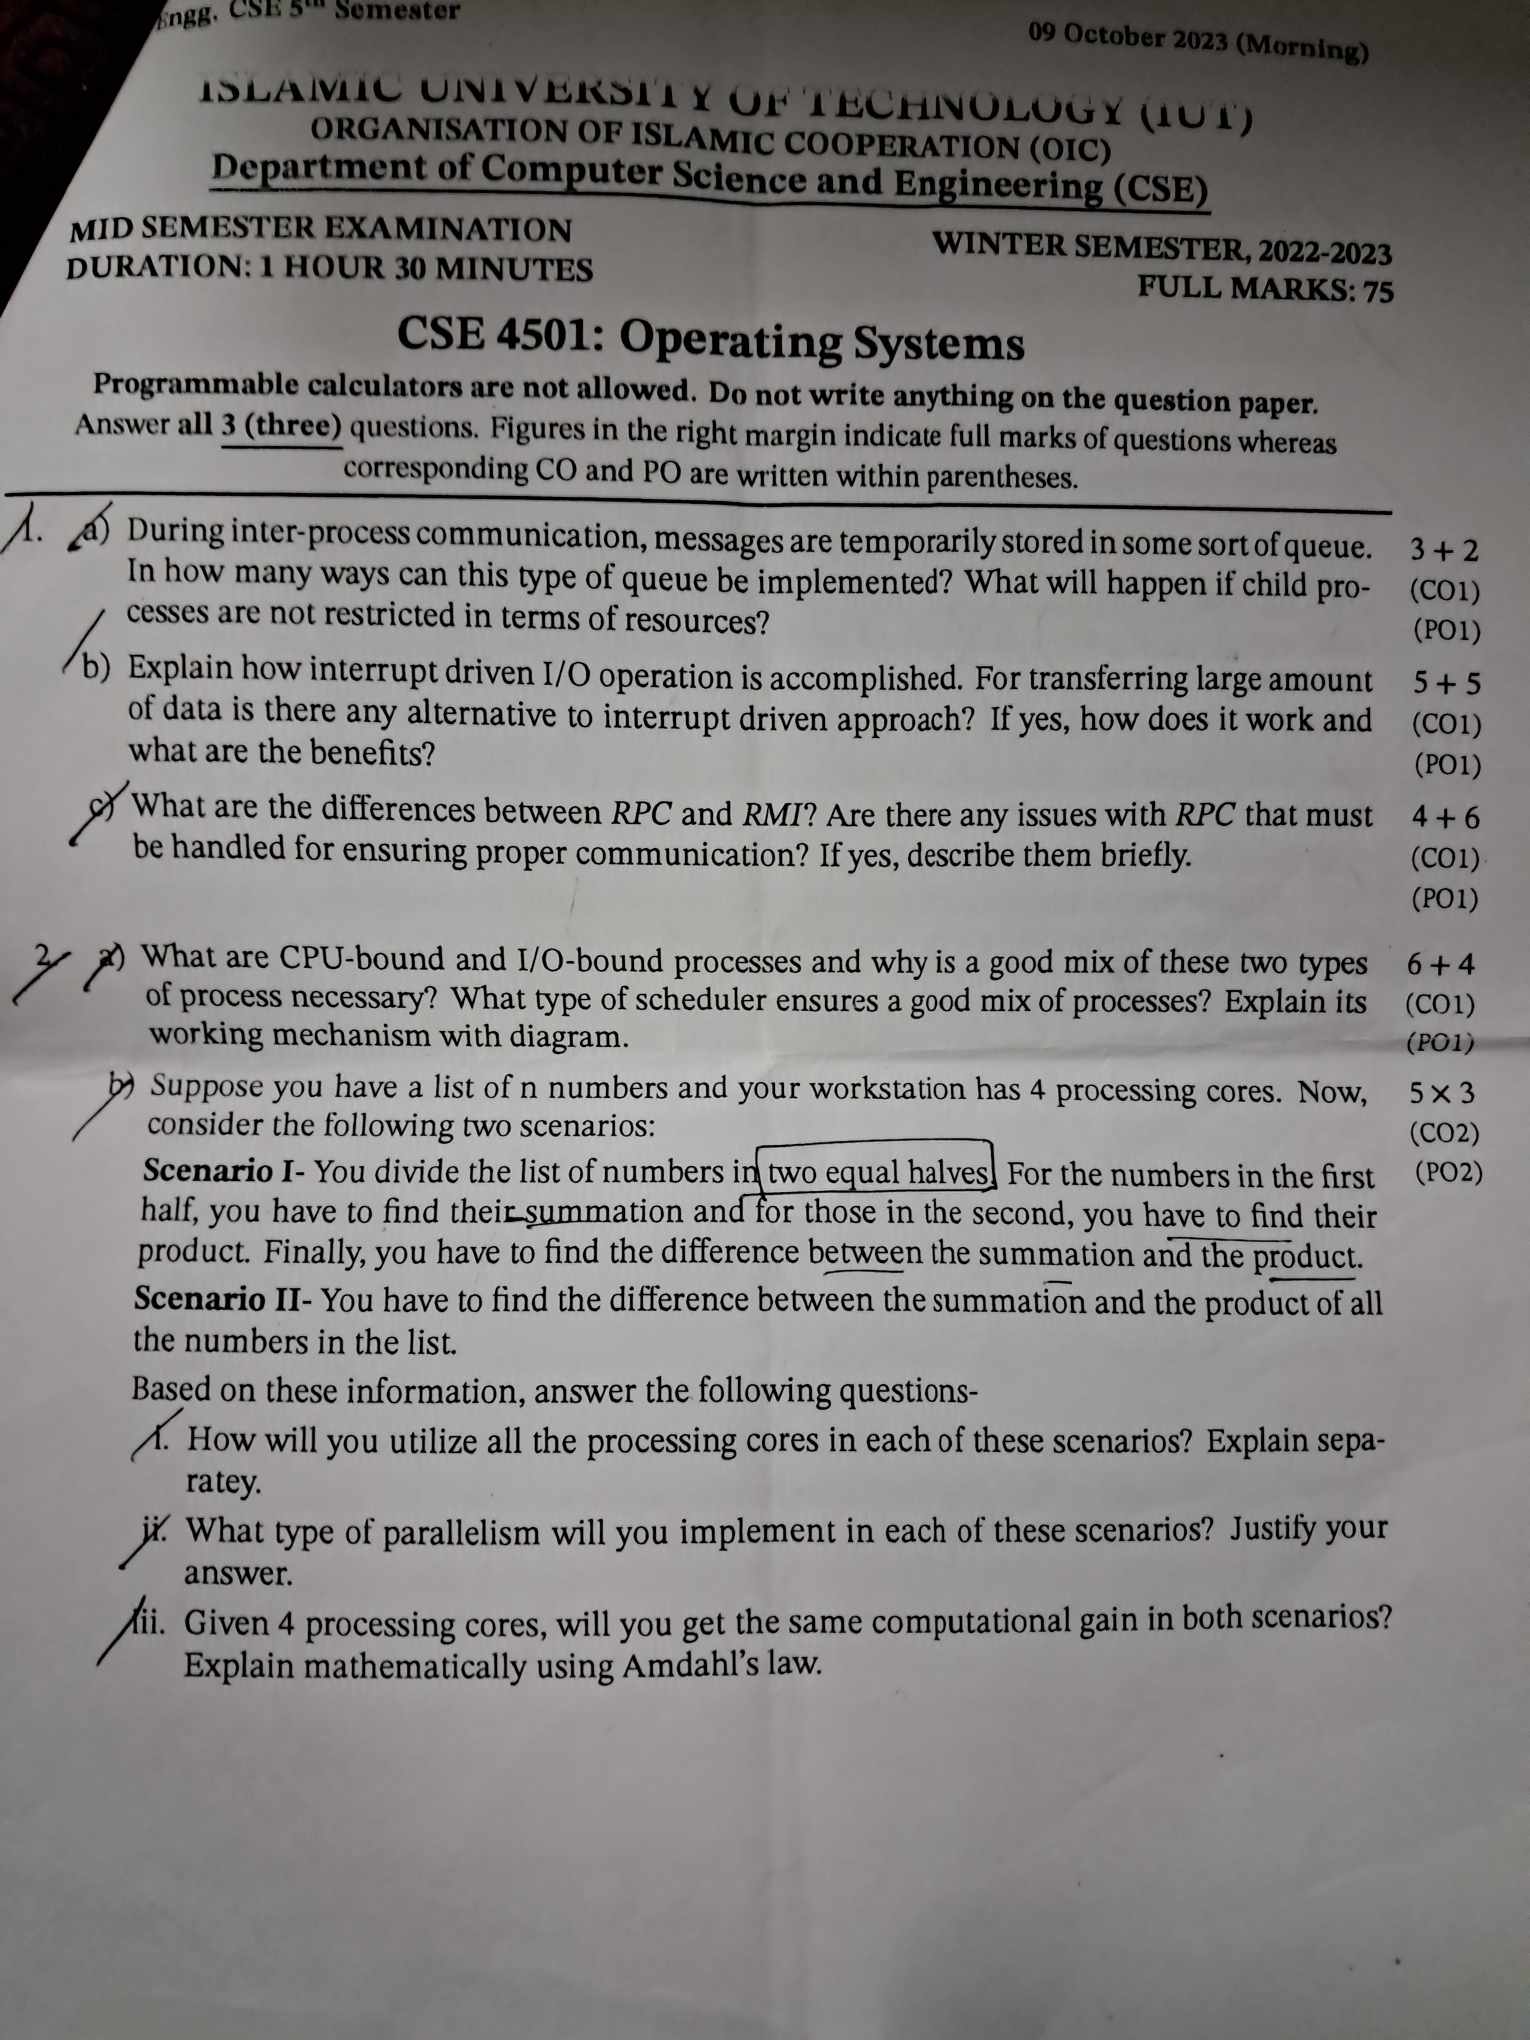 Engg. CSE 5th Semester
09 October 2023 (Morning)
ISLAMIC UNIVERSITY OF TECHNOLOGY (IUT)
ORGANISATION OF ISLAMIC COOPERATION (OIC)
Department of Computer Science and Engineering (CSE)
MID SEMESTER EXAMINATION
WINTER SEMESTER, 2022-2023
DURATION: 1 HOUR 30 MINUTES
FULL MARKS: 75
CSE 4501: Operating Systems
Programmable calculators are not allowed. Do not write anything on the question paper.
Answer all 3 (three) questions. Figures in the right margin indicate full marks of questions whereas
corresponding CO and PO are written within parentheses.
1. a) During inter-process communication, messages are temporarily stored in some sort of queue. 3 + 2
In how many ways can this type of queue be implemented? What will happen if child pro- (CO1)
cesses are not restricted in terms of resources? (PO1)
b) Explain how interrupt driven I/O operation is accomplished. For transferring large amount 5 + 5
of data is there any alternative to interrupt driven approach? If yes, how does it work and (CO1)
what are the benefits? (PO1)
c) What are the differences between RPC and RMI? Are there any issues with RPC that must 4 + 6
be handled for ensuring proper communication? If yes, describe them briefly. (CO1)
(PO1)
2. a) What are CPU-bound and I/O-bound processes and why is a good mix of these two types 6 + 4
of process necessary? What type of scheduler ensures a good mix of processes? Explain its (CO1)
working mechanism with diagram. (PO1)
b) Suppose you have a list of n numbers and your workstation has 4 processing cores. Now, 5 × 3
consider the following two scenarios: (CO2)
Scenario I- You divide the list of numbers in two equal halves. For the numbers in the first (PO2)
half, you have to find their summation and for those in the second, you have to find their
product. Finally, you have to find the difference between the summation and the product.
Scenario II- You have to find the difference between the summation and the product of all
the numbers in the list.
Based on these information, answer the following questions-
i. How will you utilize all the processing cores in each of these scenarios? Explain sepa-
ratey.
ii. What type of parallelism will you implement in each of these scenarios? Justify your
answer.
iii. Given 4 processing cores, will you get the same computational gain in both scenarios?
Explain mathematically using Amdahl's law.